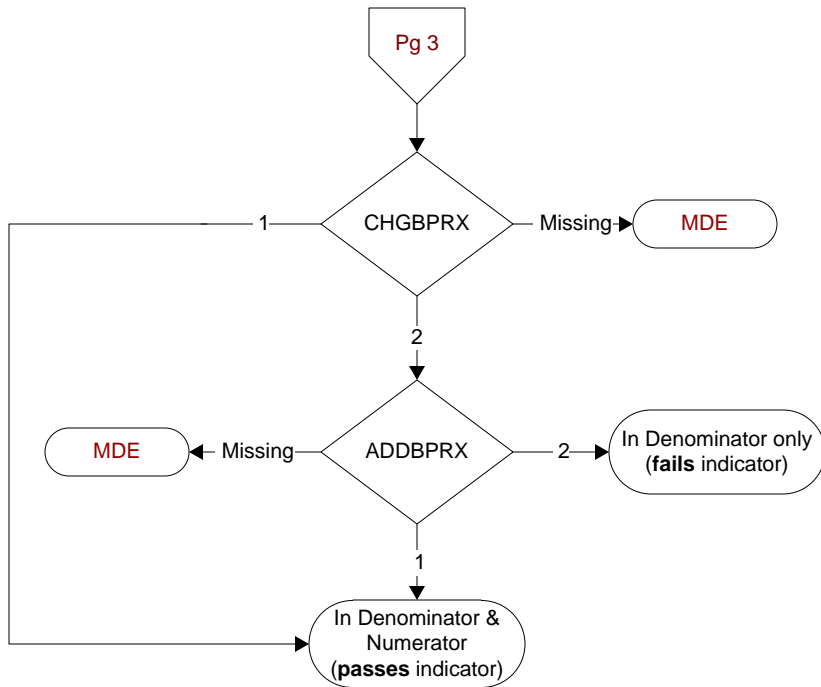 Pg 3
1
CHGBPRX
Missing
MDE
2
MDE
Missing
ADDBPRX
2
In Denominator only
(fails indicator)
1
In Denominator &
Numerator
(passes indicator)